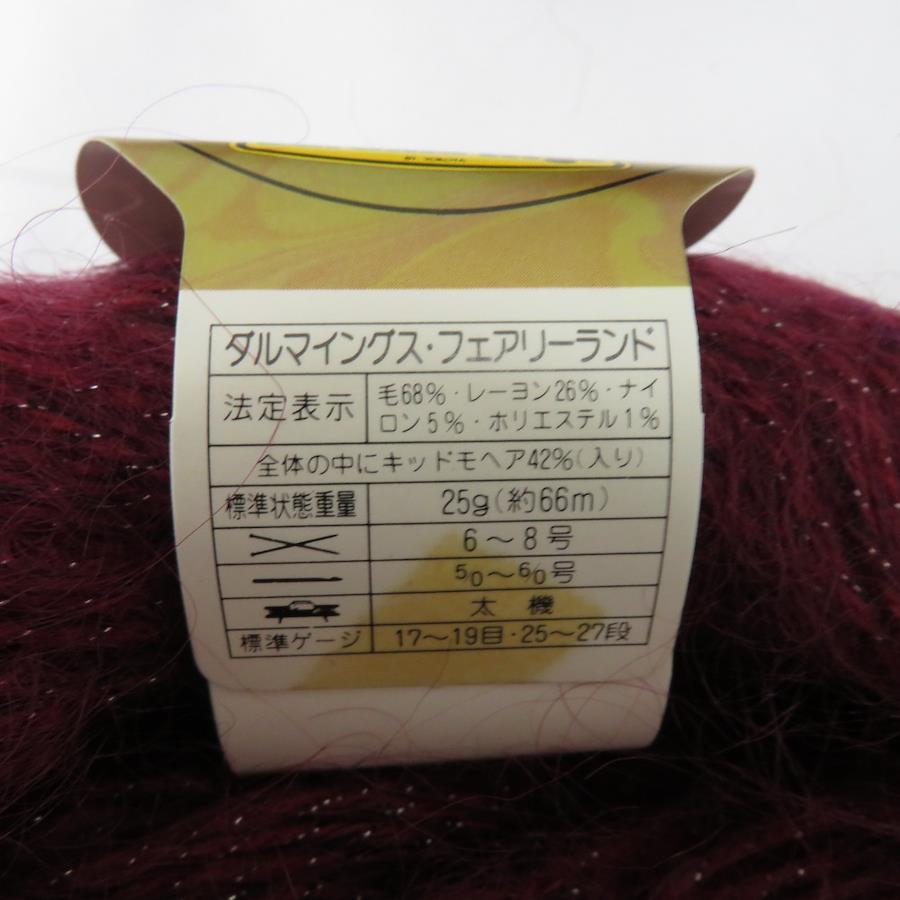 BY YOKOTA
ダルマイングス・フェアリーランド
法定表示
毛68%・レーヨン26%・ナイ
ロン5%・ポリエステル1%
全体の中にキッドモヘア42%(入り)
標準状態重量 25g(約66m)
6〜8号
5/0〜6/0号
太 機
標準ゲージ 17〜19目・25〜27段